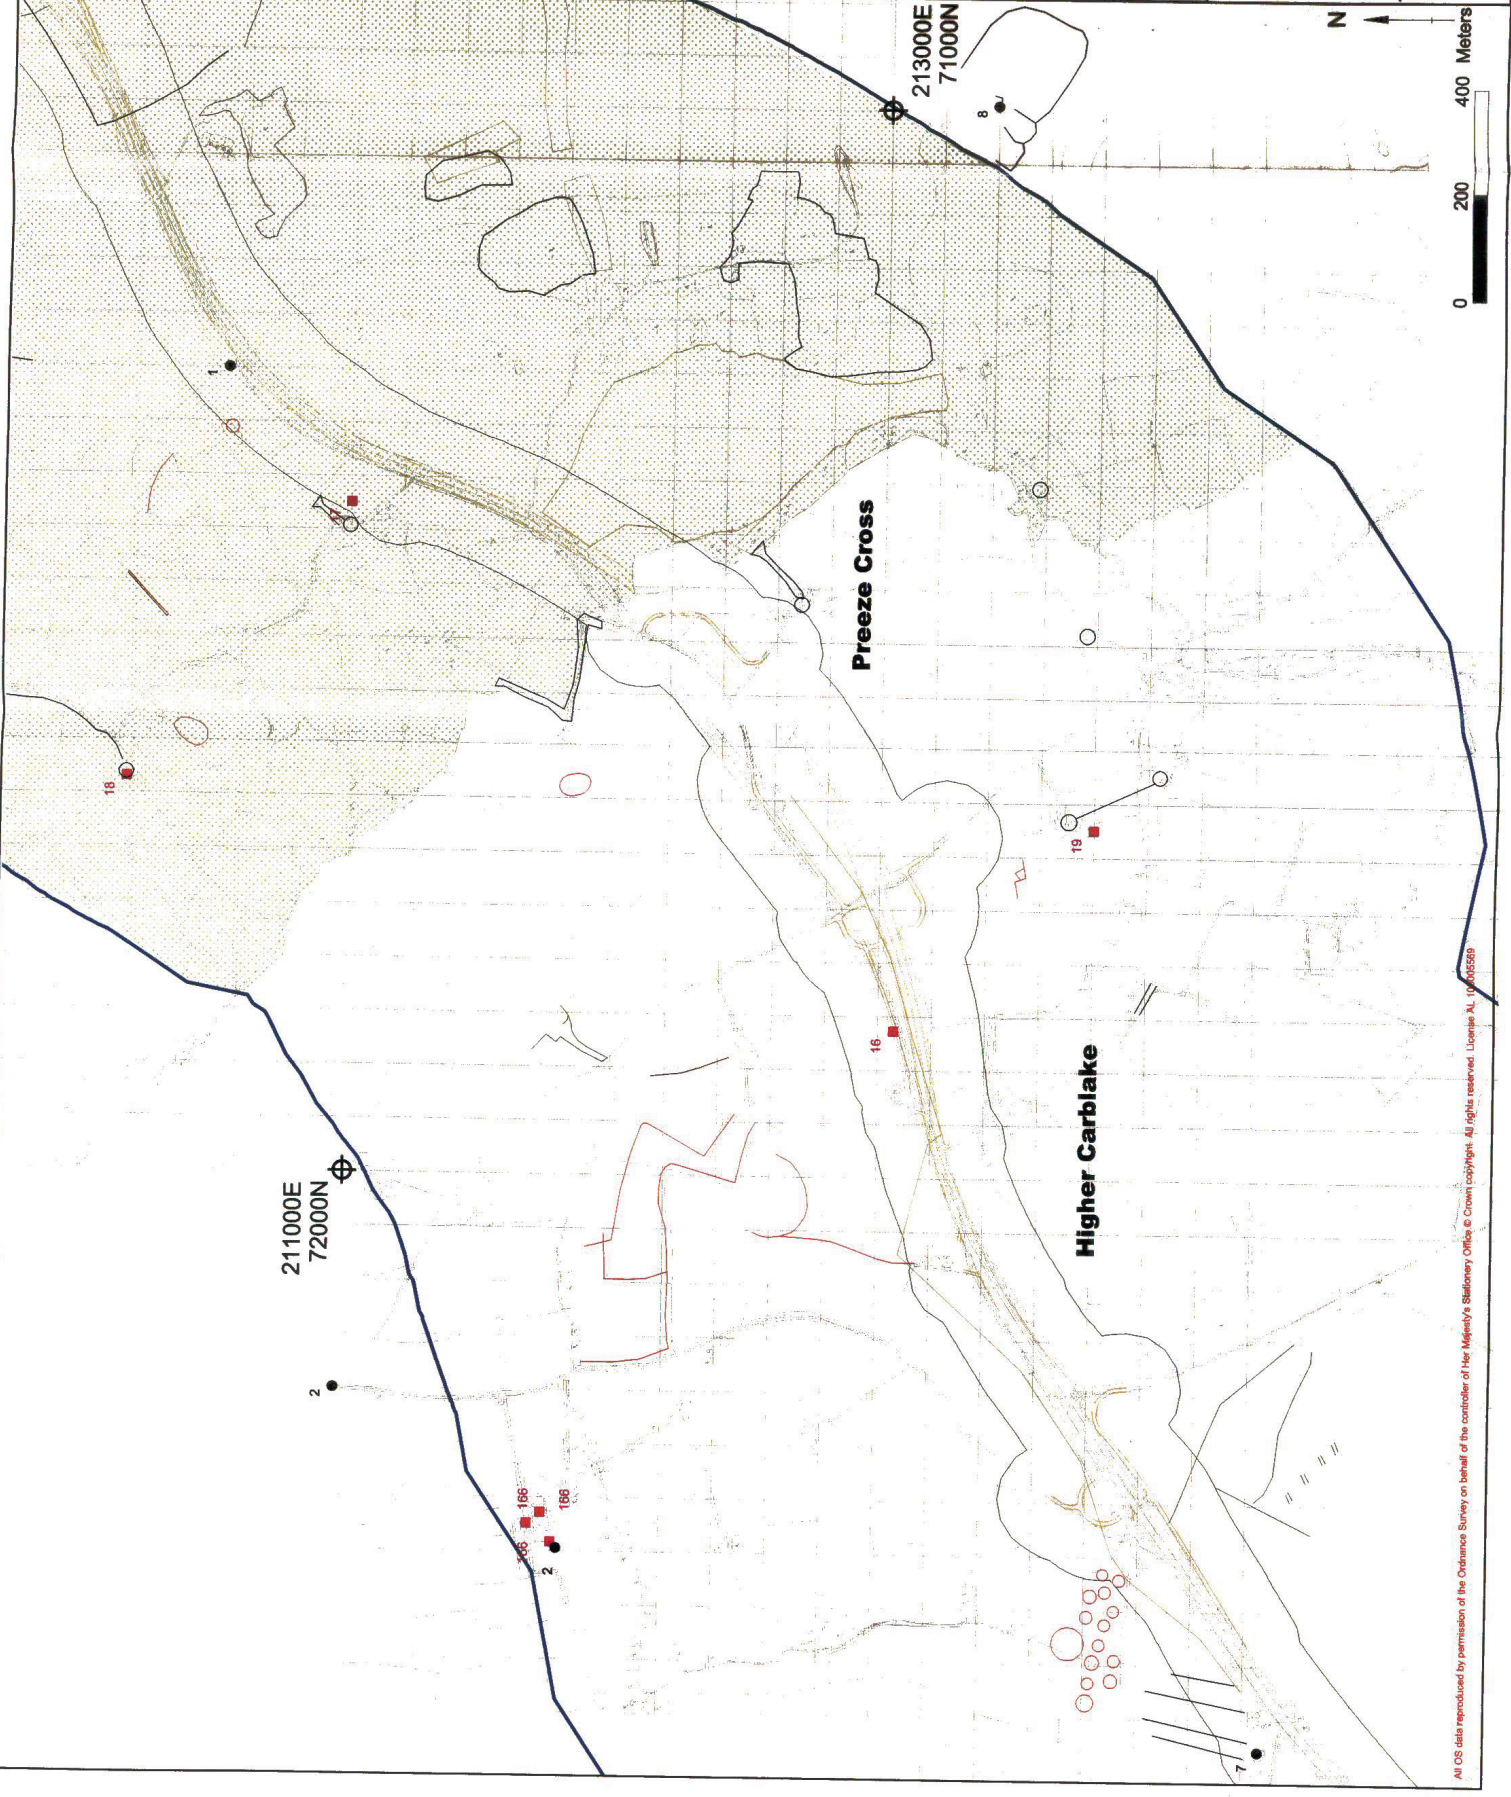 213000E
71000N
8
N
0 200 400 Meters
1
18
Preeze Cross
19
16
211000E
72000N
Higher Carblake
2
166
166
166
2
7
All OS data reproduced by permission of the Ordnance Survey on behalf of the controller of Her Majesty's Stationery Office © Crown copyright. All rights reserved. License AL 100005569